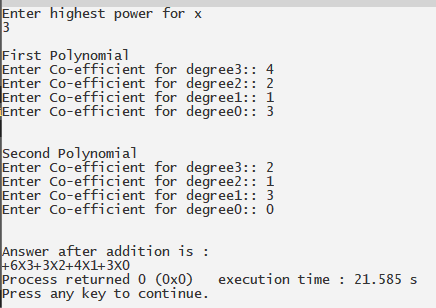 Enter highest power for x
3
First Polynomial
Enter Co-efficient for degree3:: 4
Enter Co-efficient for degree2:: 2
Enter Co-efficient for degree1:: 1
Enter Co-efficient for degree0:: 3
Second Polynomial
Enter Co-efficient for degree3:: 2
Enter Co-efficient for degree2:: 1
Enter Co-efficient for degree1:: 3
Enter Co-efficient for degree0:: 0
Answer after addition is :
+6X3+3X2+4X1+3X0
Process returned 0 (0x0)   execution time : 21.585 s
Press any key to continue.